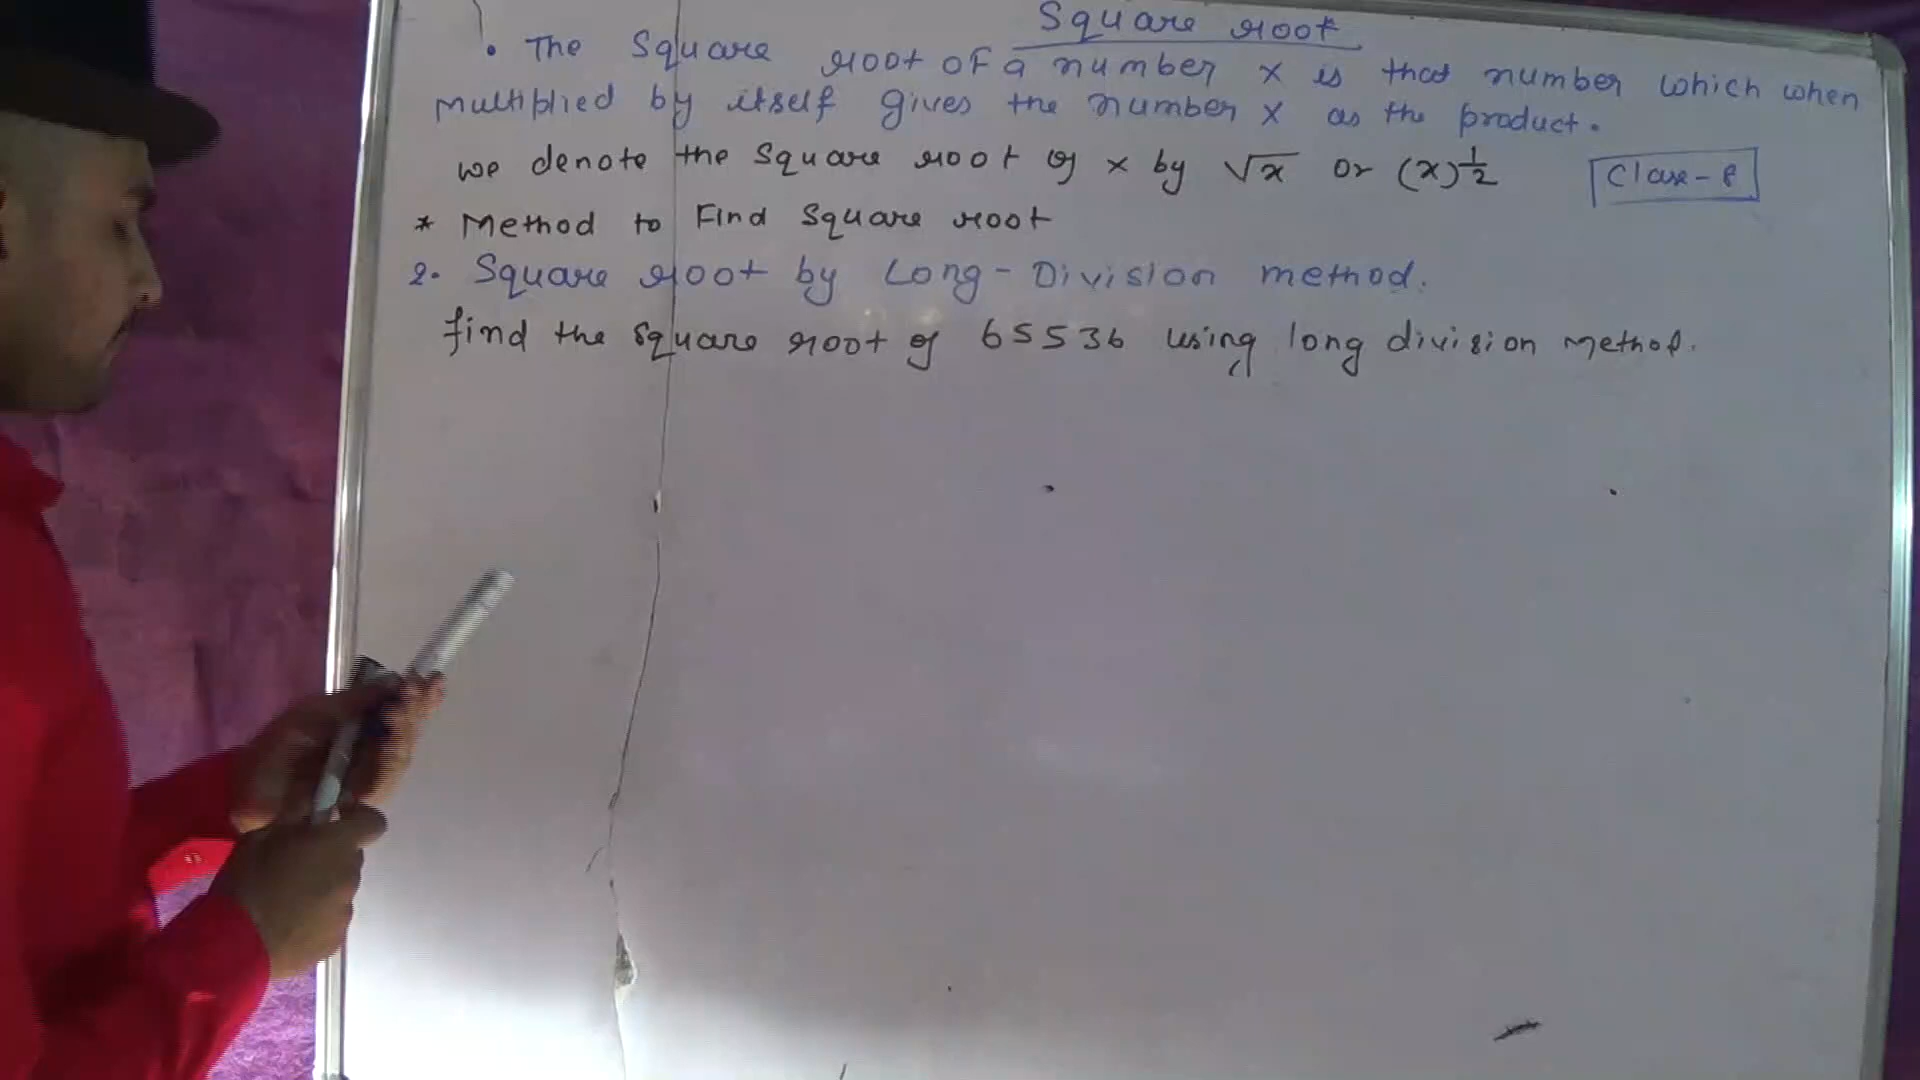 Square root
• The Square root of a number x is that number which when
multiplied by itself gives the number x as the product.
we denote the square root of x by √x or (x)½
Class-8
* Method to Find Square root
2. Square root by Long-Division method.
find the square root of 65536 using long division method.